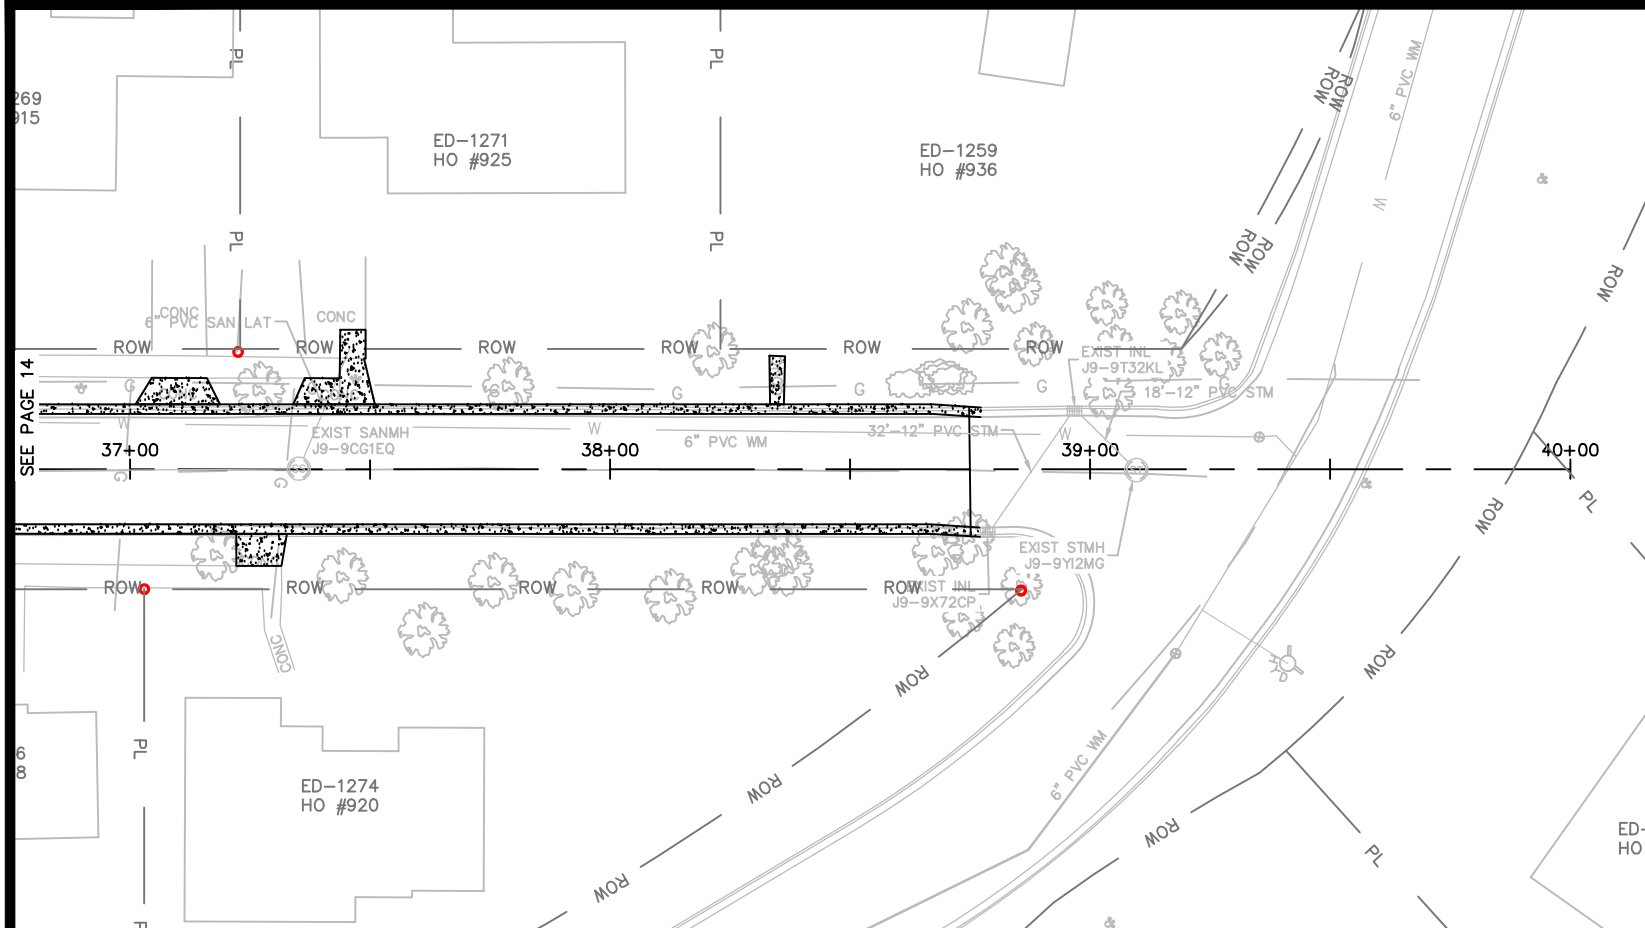 PL
PL
6" PVC WM
ROW
ROW
269
915
ED-1271
HO #925
ED-1259
HO #936
W
PL
PL
ROW
ROW
ROW
CONC
6" PVC SAN LAT
CONC
ROW
ROW
ROW
ROW
ROW
ROW
EXIST INL
J9-9T32KL
18'-12" PVC STM
G
G
G
G
G
G
SEE PAGE 14
W
EXIST SANMH
J9-9CG1EQ
W
6" PVC WM
32'-12" PVC STM
W
37+00
38+00
39+00
40+00
G
SS
G
PL
ROW
EXIST STMH
J9-9YI2MG
ROW
ROW
ROW
ROW
ROW
EXIST INL
J9-9X72CP
CONC
ROW
ROW
D
PL
6
8
ED-1274
HO #920
ROW
6" PVC WM
ROW
ED-
HO
PL
ROW
P